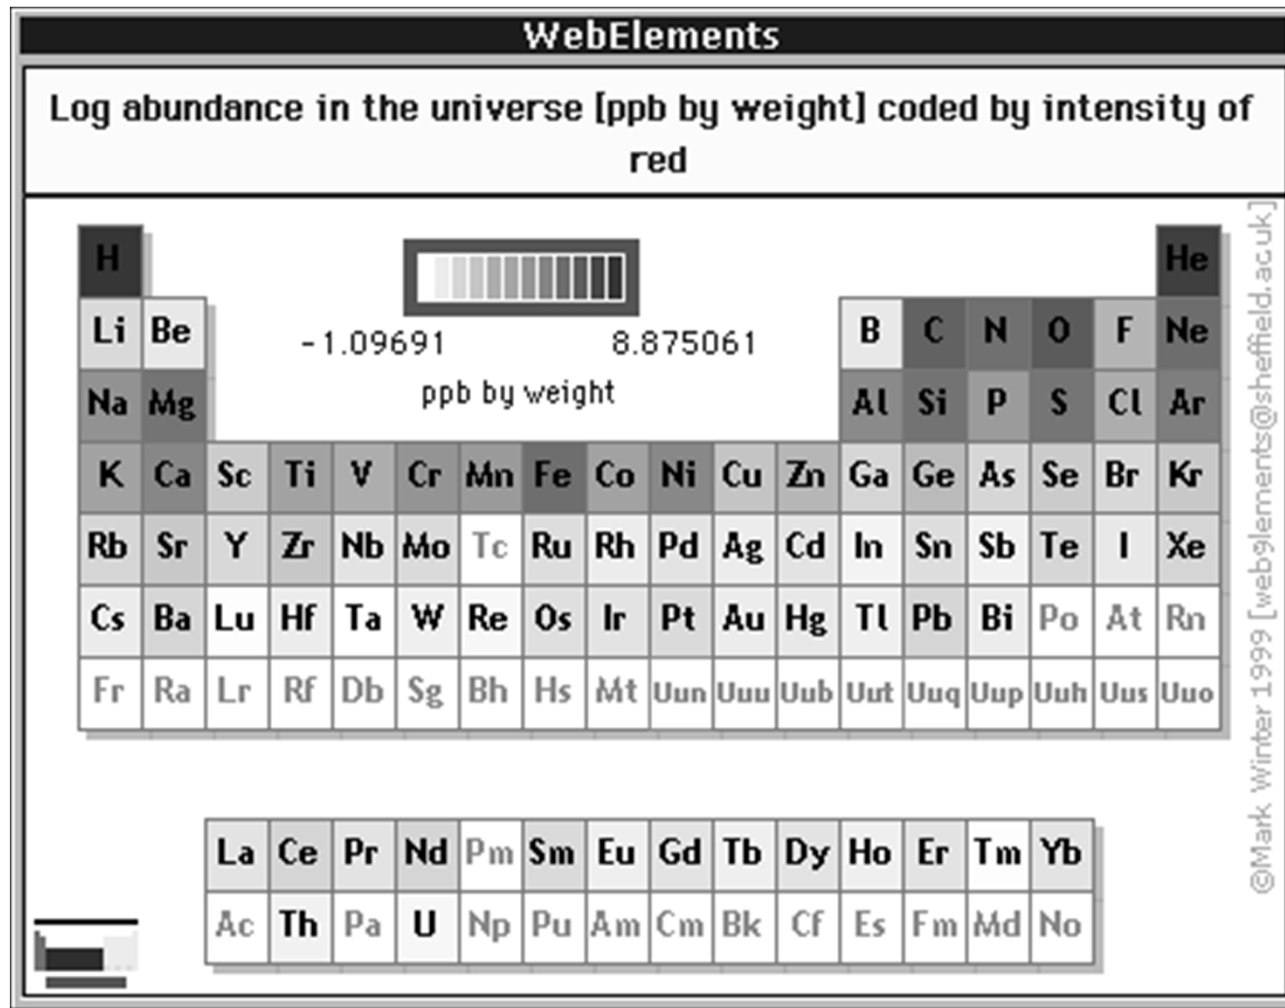 WebElements
Log abundance in the universe [ppb by weight] coded by intensity of
red
H He
Li Be B C N O F Ne
-1.09691 8.875061
ppb by weight
Na Mg Al Si P S Cl Ar
K Ca Sc Ti V Cr Mn Fe Co Ni Cu Zn Ga Ge As Se Br Kr
Rb Sr Y Zr Nb Mo Tc Ru Rh Pd Ag Cd In Sn Sb Te I Xe
Cs Ba Lu Hf Ta W Re Os Ir Pt Au Hg Tl Pb Bi Po At Rn
Fr Ra Lr Rf Db Sg Bh Hs Mt Uun Uuu Uub Uut Uuq Uup Uuh Uus Uuo
La Ce Pr Nd Pm Sm Eu Gd Tb Dy Ho Er Tm Yb
Ac Th Pa U Np Pu Am Cm Bk Cf Es Fm Md No
©Mark Winter 1999 [webelements@sheffield.ac.uk]